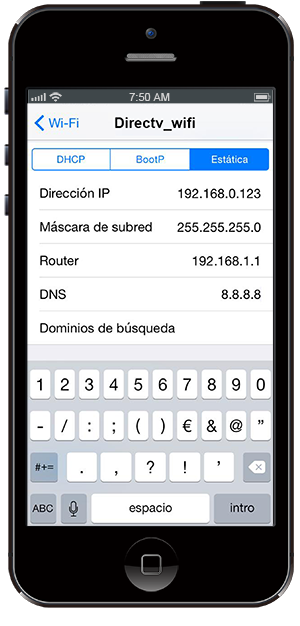 7:50 AM
Wi-Fi Directv_wifi
DHCP BootP Estática
Dirección IP 192.168.0.123
Máscara de subred 255.255.255.0
Router 192.168.1.1
DNS 8.8.8.8
Dominios de búsqueda
1 2 3 4 5 6 7 8 9 0
- / : ; ( ) € & @ "
#+= . , ? ! '
ABC espacio intro